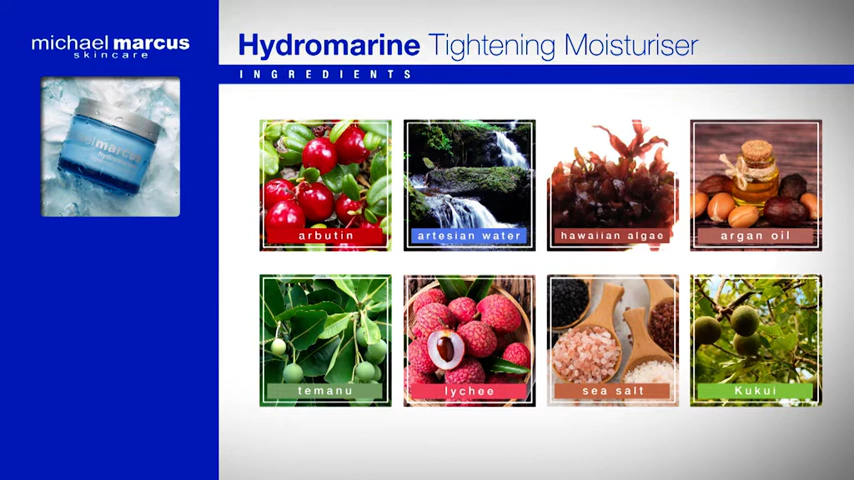 michael marcus
skincare
Hydromarine Tightening Moisturiser
INGREDIENTS
marcus
arbutin
artesian water
hawaiian algae
argan oil
temanu
lychee
sea salt
Kukui